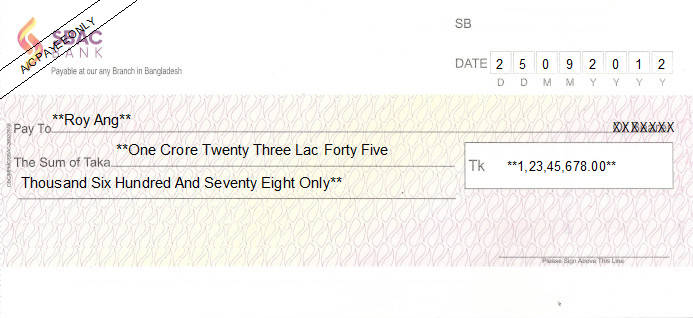 SB
A/C PAYEE ONLY
SBAC
BANK
Payable at our any Branch in Bangladesh
DATE 2 5 0 9 2 0 1 2
D D M M Y Y Y Y
Pay To **Roy Ang** XXXXXXX
The Sum of Taka **One Crore Twenty Three Lac Forty Five
Thousand Six Hundred And Seventy Eight Only**
Tk **1,23,45,678.00**
Please Sign Above This Line